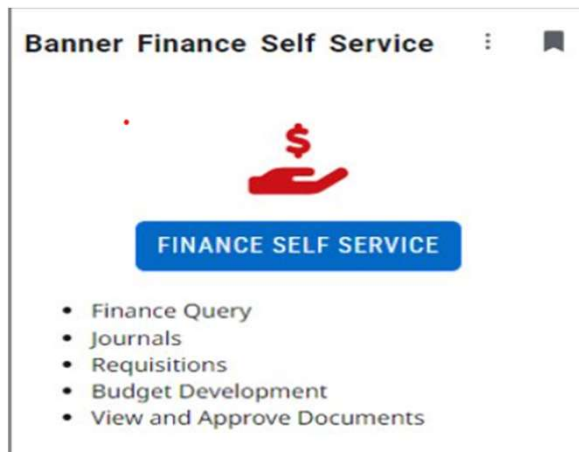 Banner Finance Self Service
$
FINANCE SELF SERVICE
• Finance Query
• Journals
• Requisitions
• Budget Development
• View and Approve Documents